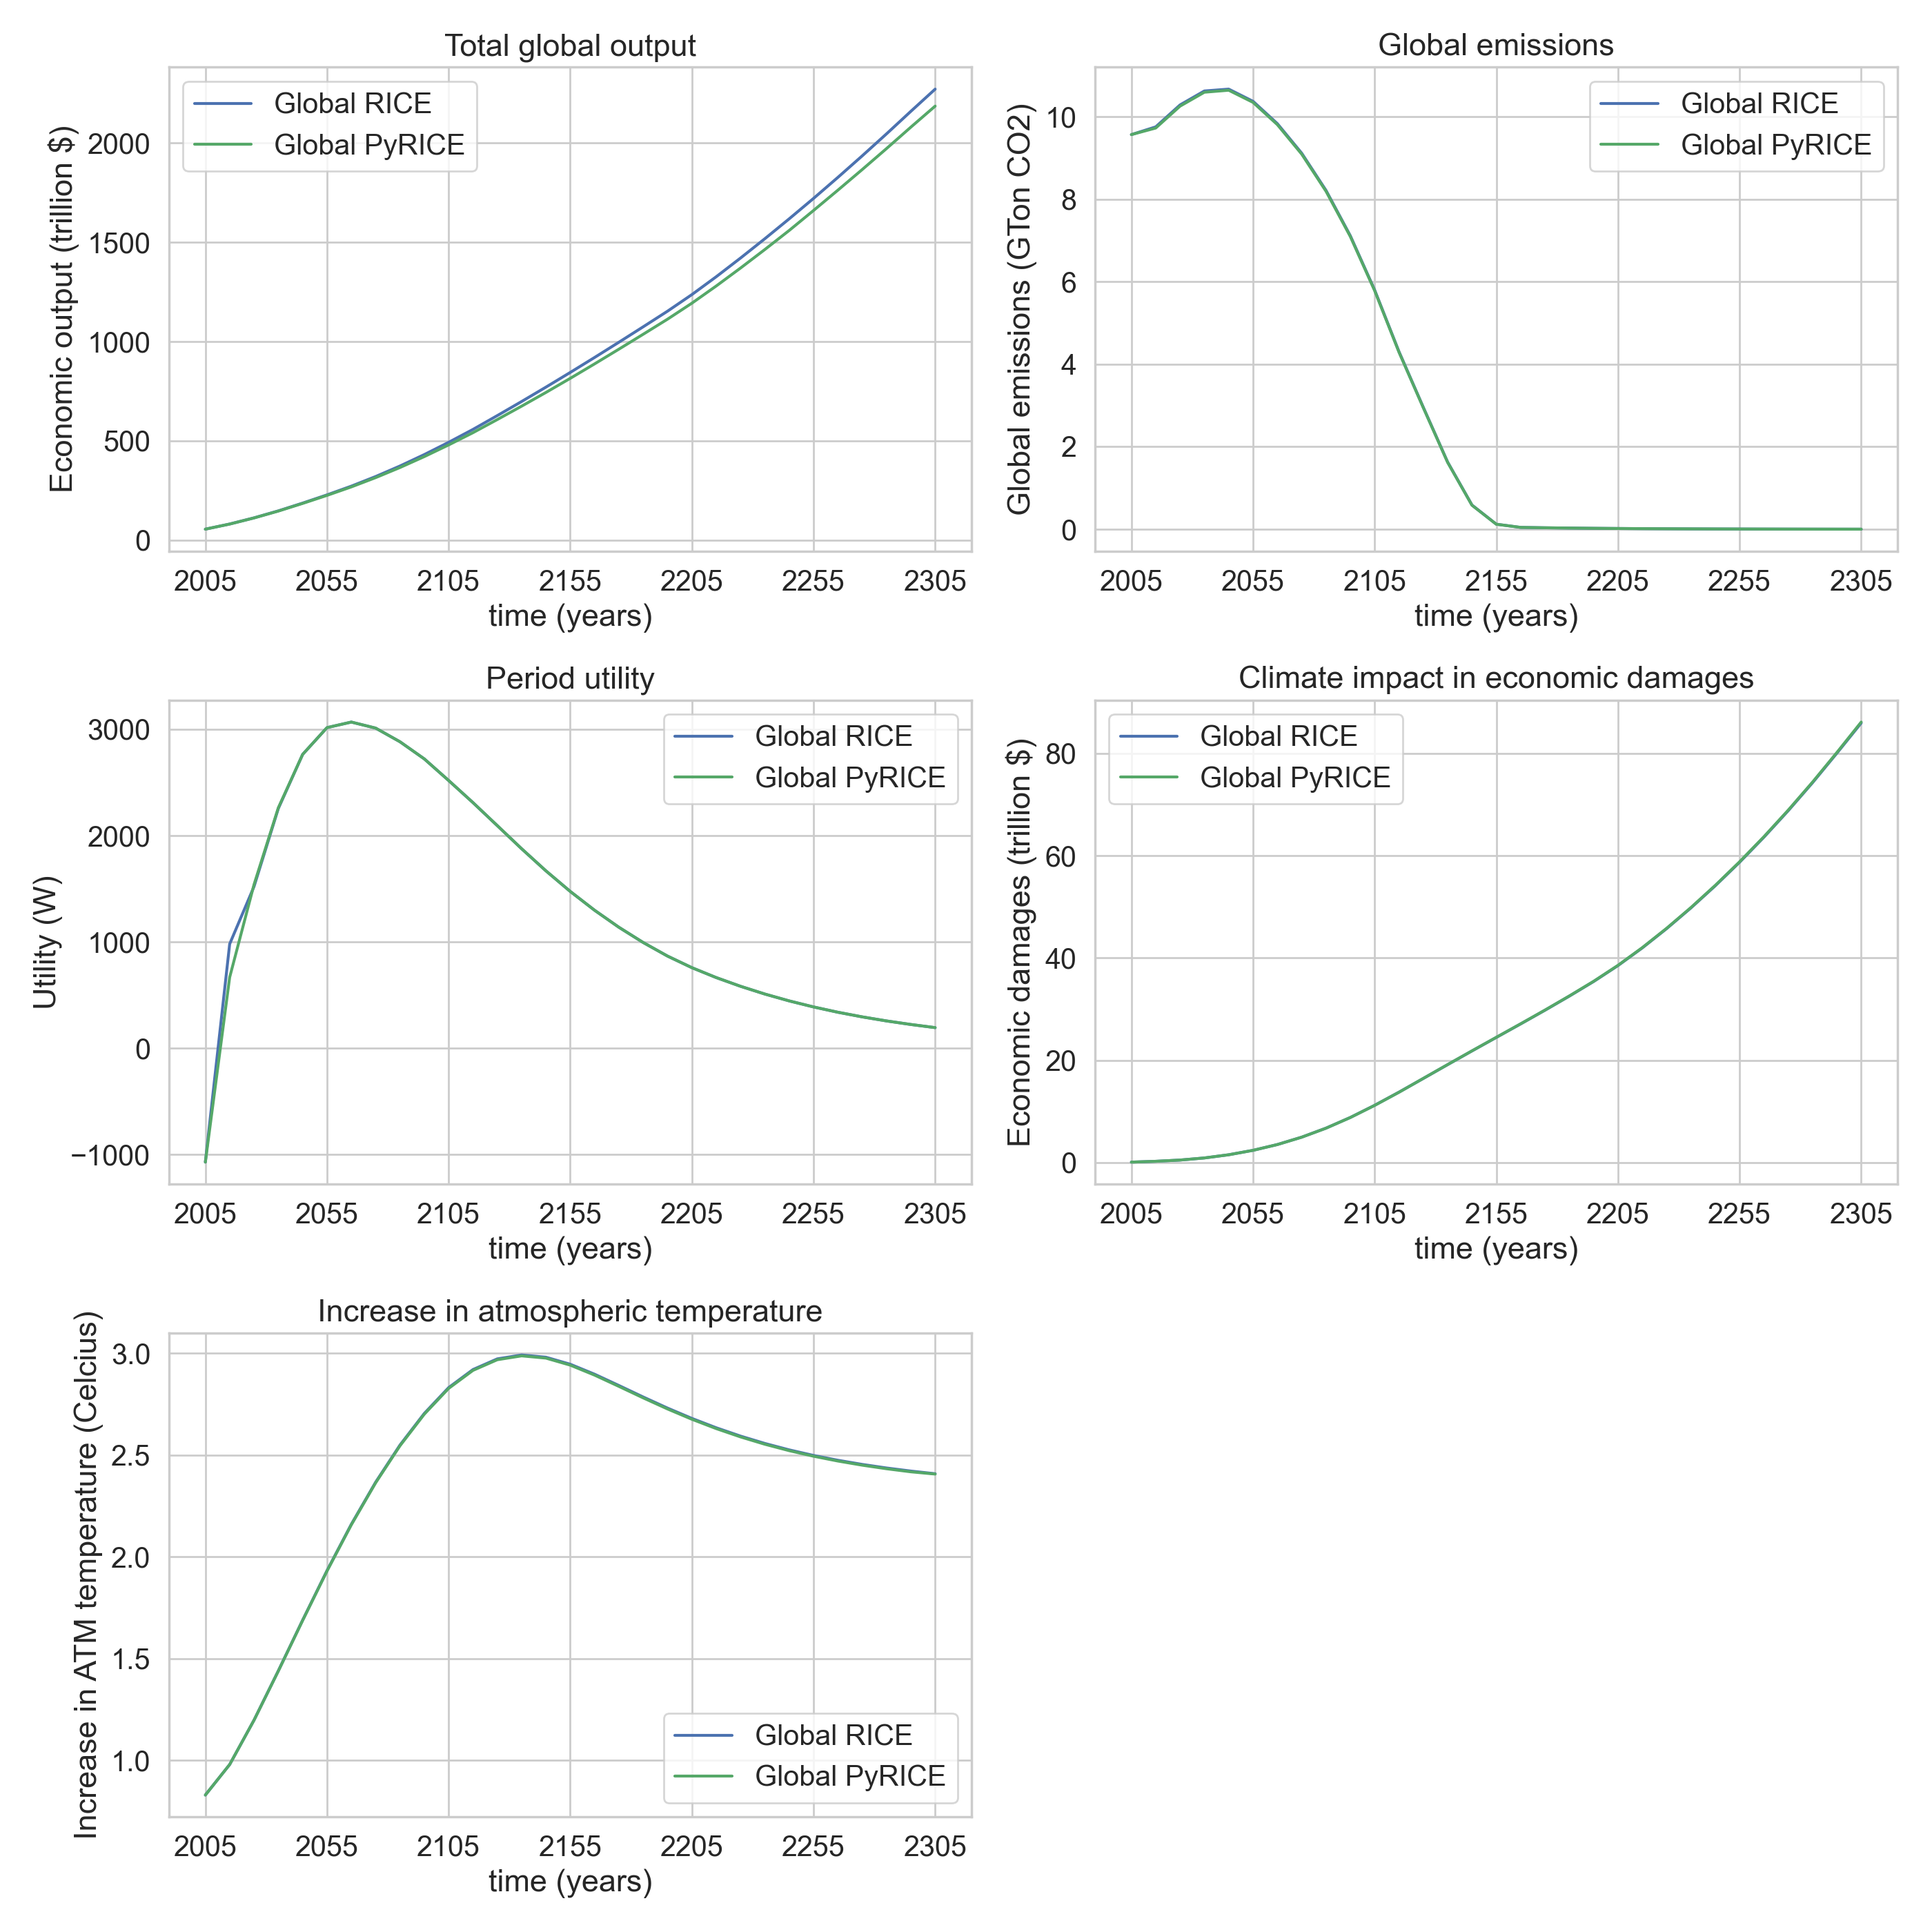 Total global output
Economic output (trillion $)
2000
1500
1000
500
0
Global RICE
Global PyRICE
2005 2055 2105 2155 2205 2255 2305
time (years)
Global emissions
Global emissions (GTon CO2)
10
8
6
4
2
0
Global RICE
Global PyRICE
2005 2055 2105 2155 2205 2255 2305
time (years)
Period utility
Utility (W)
3000
2000
1000
0
−1000
Global RICE
Global PyRICE
2005 2055 2105 2155 2205 2255 2305
time (years)
Climate impact in economic damages
Economic damages (trillion $)
80
60
40
20
0
Global RICE
Global PyRICE
2005 2055 2105 2155 2205 2255 2305
time (years)
Increase in atmospheric temperature
Increase in ATM temperature (Celcius)
3.0
2.5
2.0
1.5
1.0
Global RICE
Global PyRICE
2005 2055 2105 2155 2205 2255 2305
time (years)